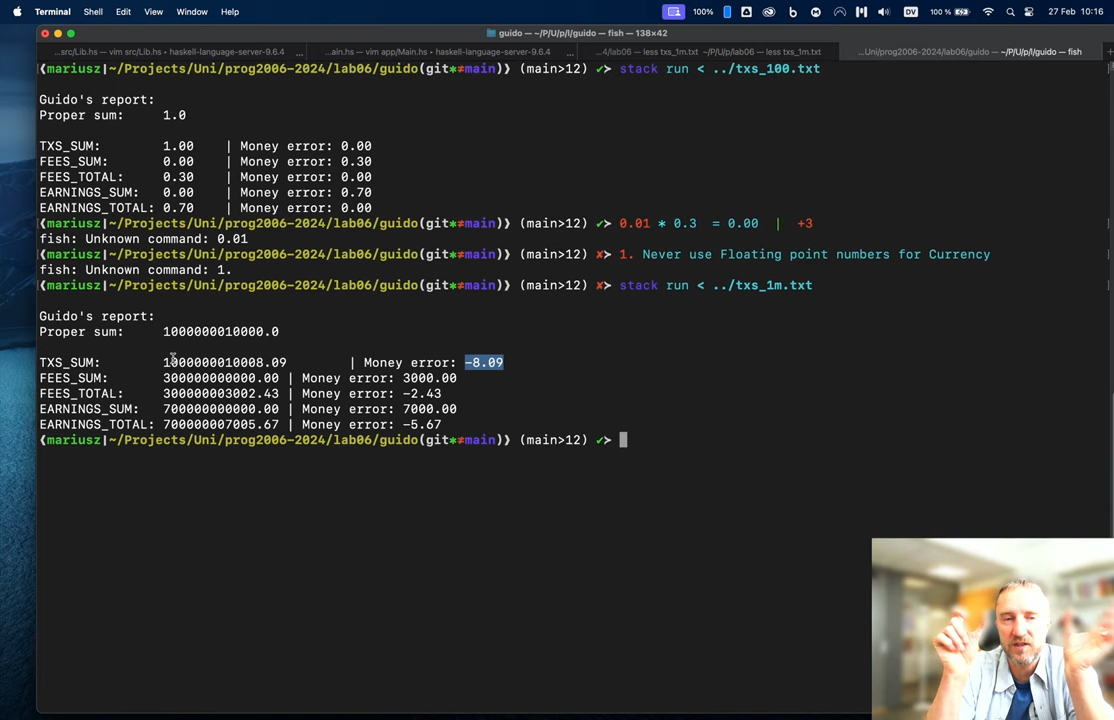 Terminal Shell Edit View Window Help 100% DV 100 % 27 Feb 10:16
guido — ~/P/U/p/l/guido — fish — 138×42
...src/Lib.hs — vim src/Lib.hs • haskell-language-server-9.6.4 ... ...ain.hs — vim app/Main.hs • haskell-language-server-9.6.4 ... ...4/lab06 — less txs_1m.txt ~/P/U/p/lab06 — less txs_1m.txt ...Uni/prog2006-2024/lab06/guido — ~/P/U/p/l/guido — fish +
(mariusz|~/Projects/Uni/prog2006-2024/lab06/guido(git*≠main)) (main>12) ✔➤ stack run < ../txs_100.txt
Guido's report:
Proper sum: 1.0
TXS_SUM: 1.00 | Money error: 0.00
FEES_SUM: 0.00 | Money error: 0.30
FEES_TOTAL: 0.30 | Money error: 0.00
EARNINGS_SUM: 0.00 | Money error: 0.70
EARNINGS_TOTAL: 0.70 | Money error: 0.00
(mariusz|~/Projects/Uni/prog2006-2024/lab06/guido(git*≠main)) (main>12) ✔➤ 0.01 * 0.3 = 0.00 | +3
fish: Unknown command: 0.01
(mariusz|~/Projects/Uni/prog2006-2024/lab06/guido(git*≠main)) (main>12) ✘➤ 1. Never use Floating point numbers for Currency
fish: Unknown command: 1.
(mariusz|~/Projects/Uni/prog2006-2024/lab06/guido(git*≠main)) (main>12) ✘➤ stack run < ../txs_1m.txt
Guido's report:
Proper sum: 1000000010000.0
TXS_SUM: 1000000010008.09 | Money error: -8.09
FEES_SUM: 300000000000.00 | Money error: 3000.00
FEES_TOTAL: 300000003002.43 | Money error: -2.43
EARNINGS_SUM: 700000000000.00 | Money error: 7000.00
EARNINGS_TOTAL: 700000007005.67 | Money error: -5.67
(mariusz|~/Projects/Uni/prog2006-2024/lab06/guido(git*≠main)) (main>12) ✔➤